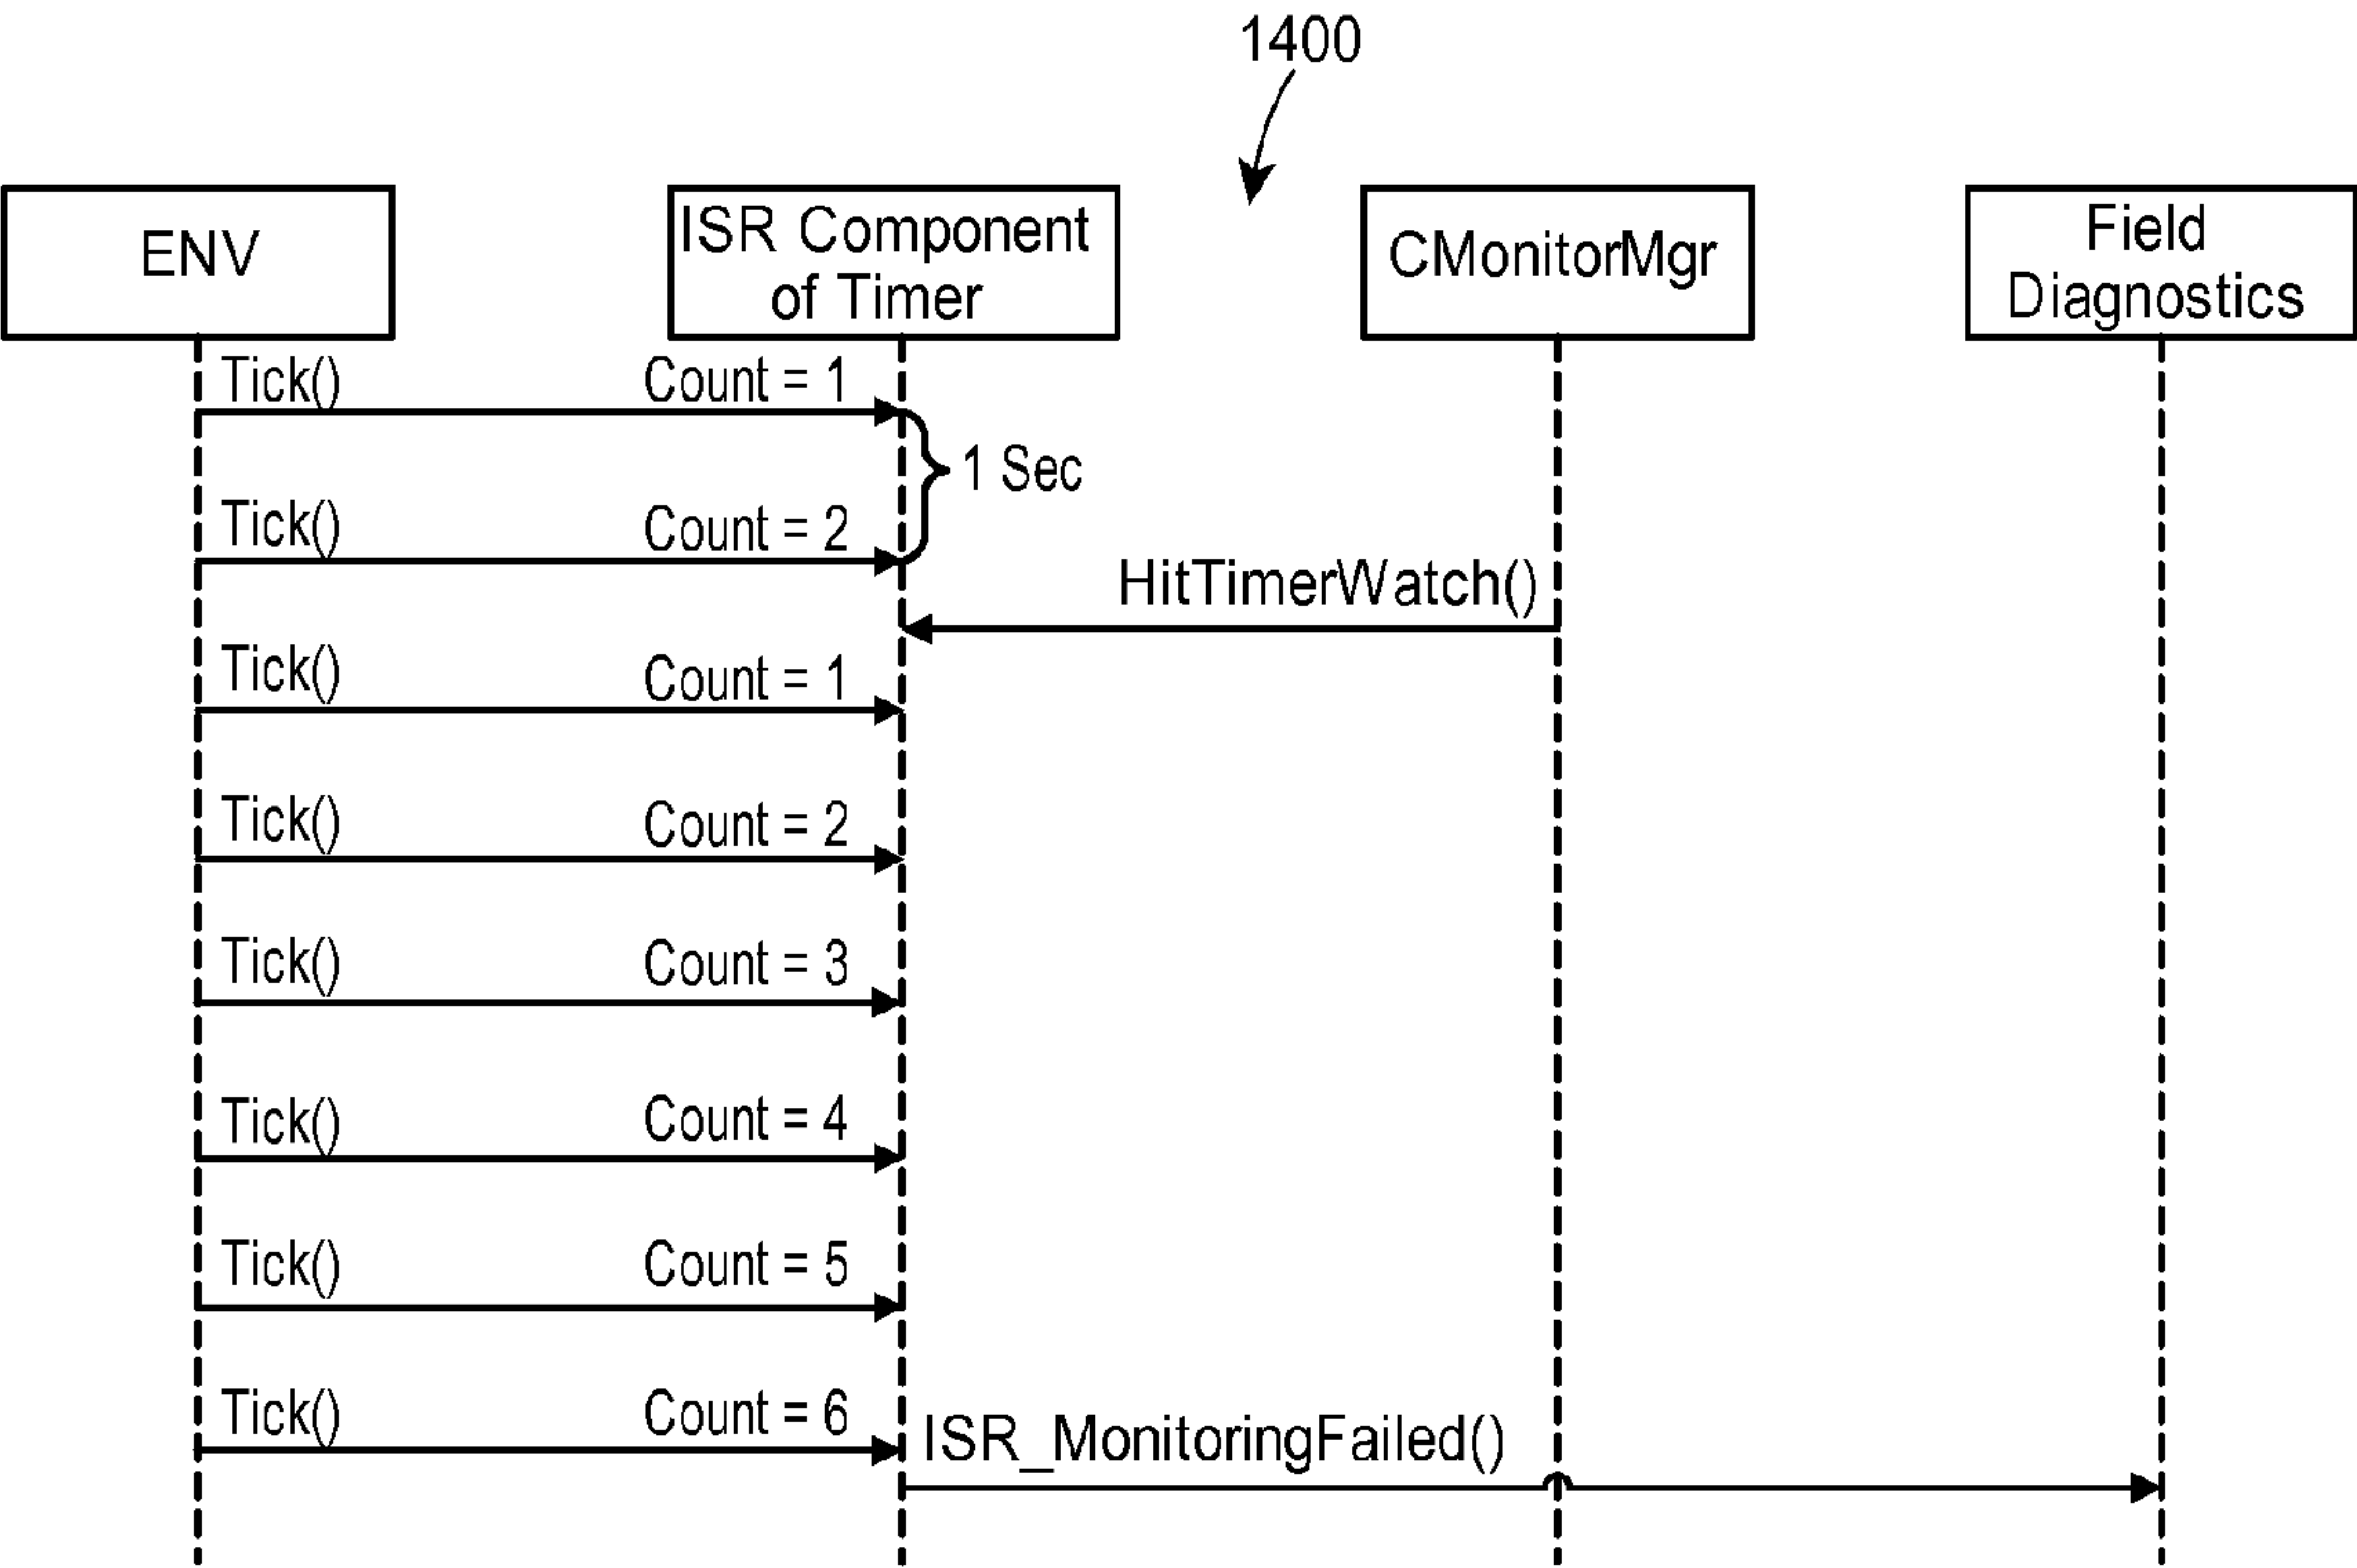 1400
ENV
ISR Component
of Timer
CMonitorMgr
Field
Diagnostics
Tick() Count = 1
1 Sec
Tick() Count = 2
HitTimerWatch()
Tick() Count = 1
Tick() Count = 2
Tick() Count = 3
Tick() Count = 4
Tick() Count = 5
Tick() Count = 6
ISR_MonitoringFailed()